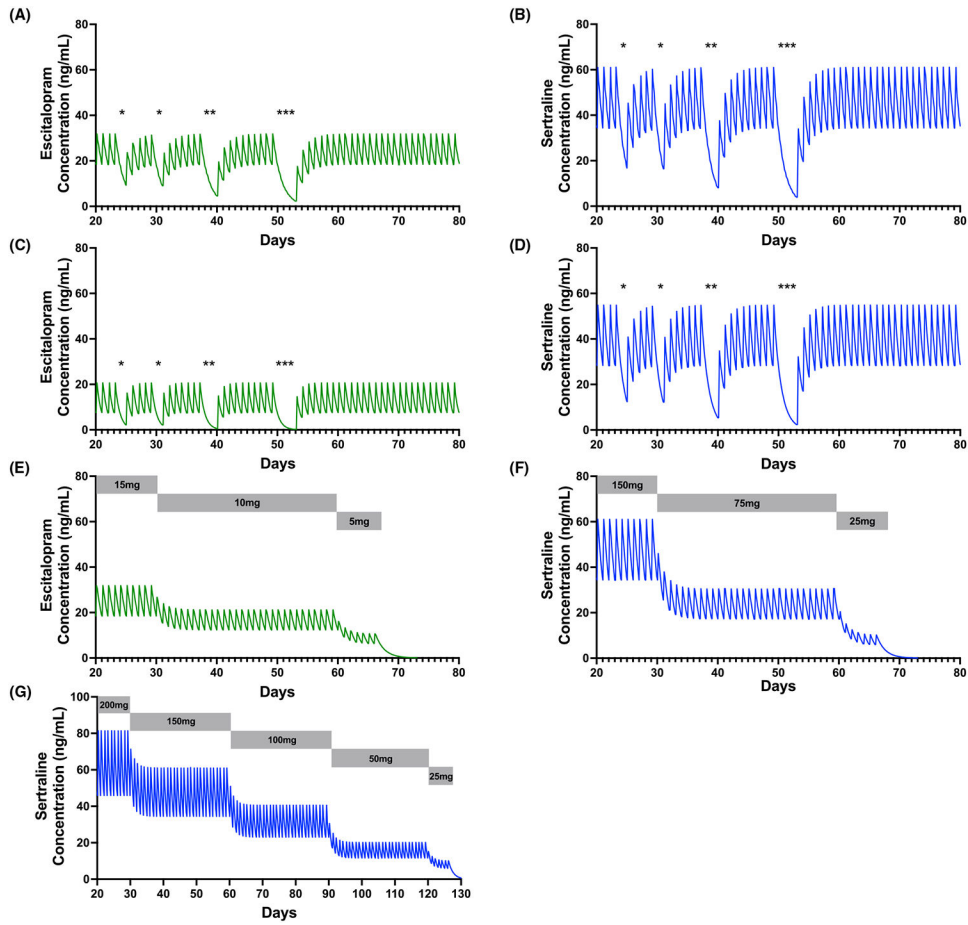 (A)
Escitalopram
Concentration (ng/mL)
80
60
40
20
0
* * ** ***
20 30 40 50 60 70 80
Days
(B)
Sertraline
Concentration (ng/mL)
80
60
40
20
0
* * ** ***
20 30 40 50 60 70 80
Days
(C)
Escitalopram
Concentration (ng/mL)
80
60
40
20
0
* * ** ***
20 30 40 50 60 70 80
Days
(D)
Sertraline
Concentration (ng/mL)
80
60
40
20
0
* * ** ***
20 30 40 50 60 70 80
Days
(E)
Escitalopram
Concentration (ng/mL)
80
60
40
20
0
15mg
10mg
5mg
20 30 40 50 60 70 80
Days
(F)
Sertraline
Concentration (ng/mL)
80
60
40
20
0
150mg
75mg
25mg
20 30 40 50 60 70 80
Days
(G)
Sertraline
Concentration (ng/mL)
100
80
60
40
20
0
200mg
150mg
100mg
50mg
25mg
20 30 40 50 60 70 80 90 100 110 120 130
Days